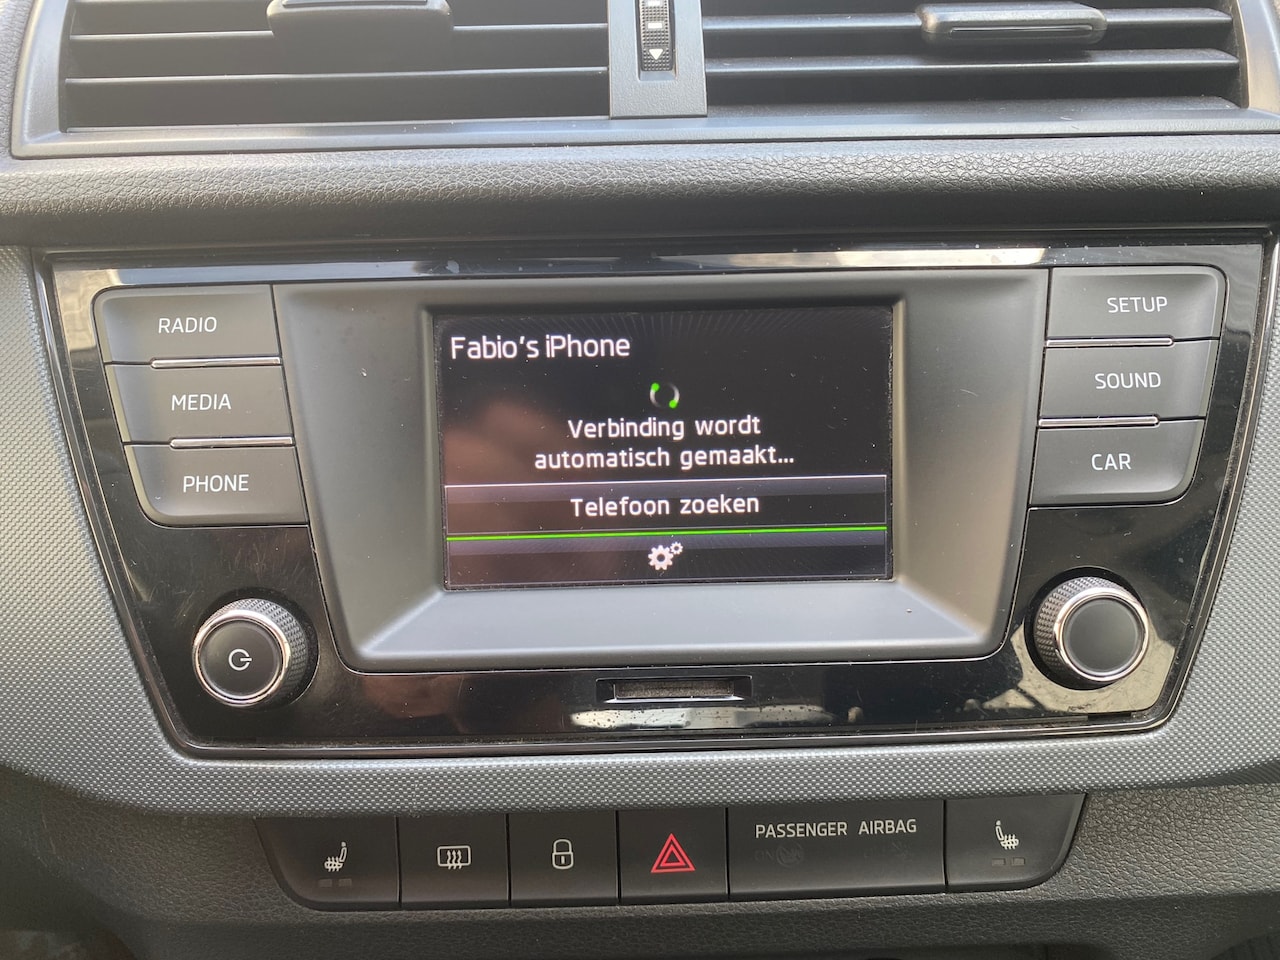 RADIO
MEDIA
PHONE
Fabio's iPhone
Verbinding wordt
automatisch gemaakt...
Telefoon zoeken
SETUP
SOUND
CAR
PASSENGER AIRBAG